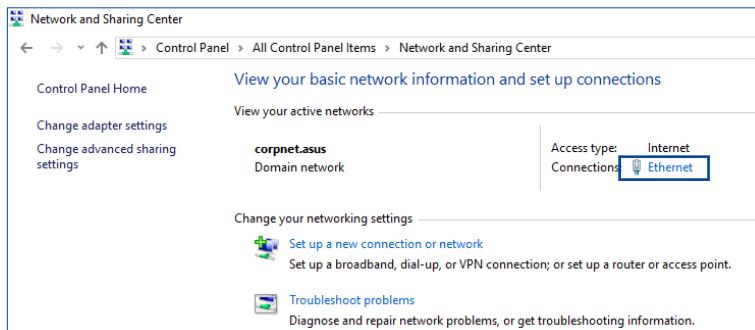 Network and Sharing Center
Control Panel > All Control Panel Items > Network and Sharing Center
Control Panel Home
Change adapter settings
Change advanced sharing
settings
View your basic network information and set up connections
View your active networks
corpnet.asus
Domain network
Access type: Internet
Connections: Ethernet
Change your networking settings
Set up a new connection or network
Set up a broadband, dial-up, or VPN connection; or set up a router or access point.
Troubleshoot problems
Diagnose and repair network problems, or get troubleshooting information.